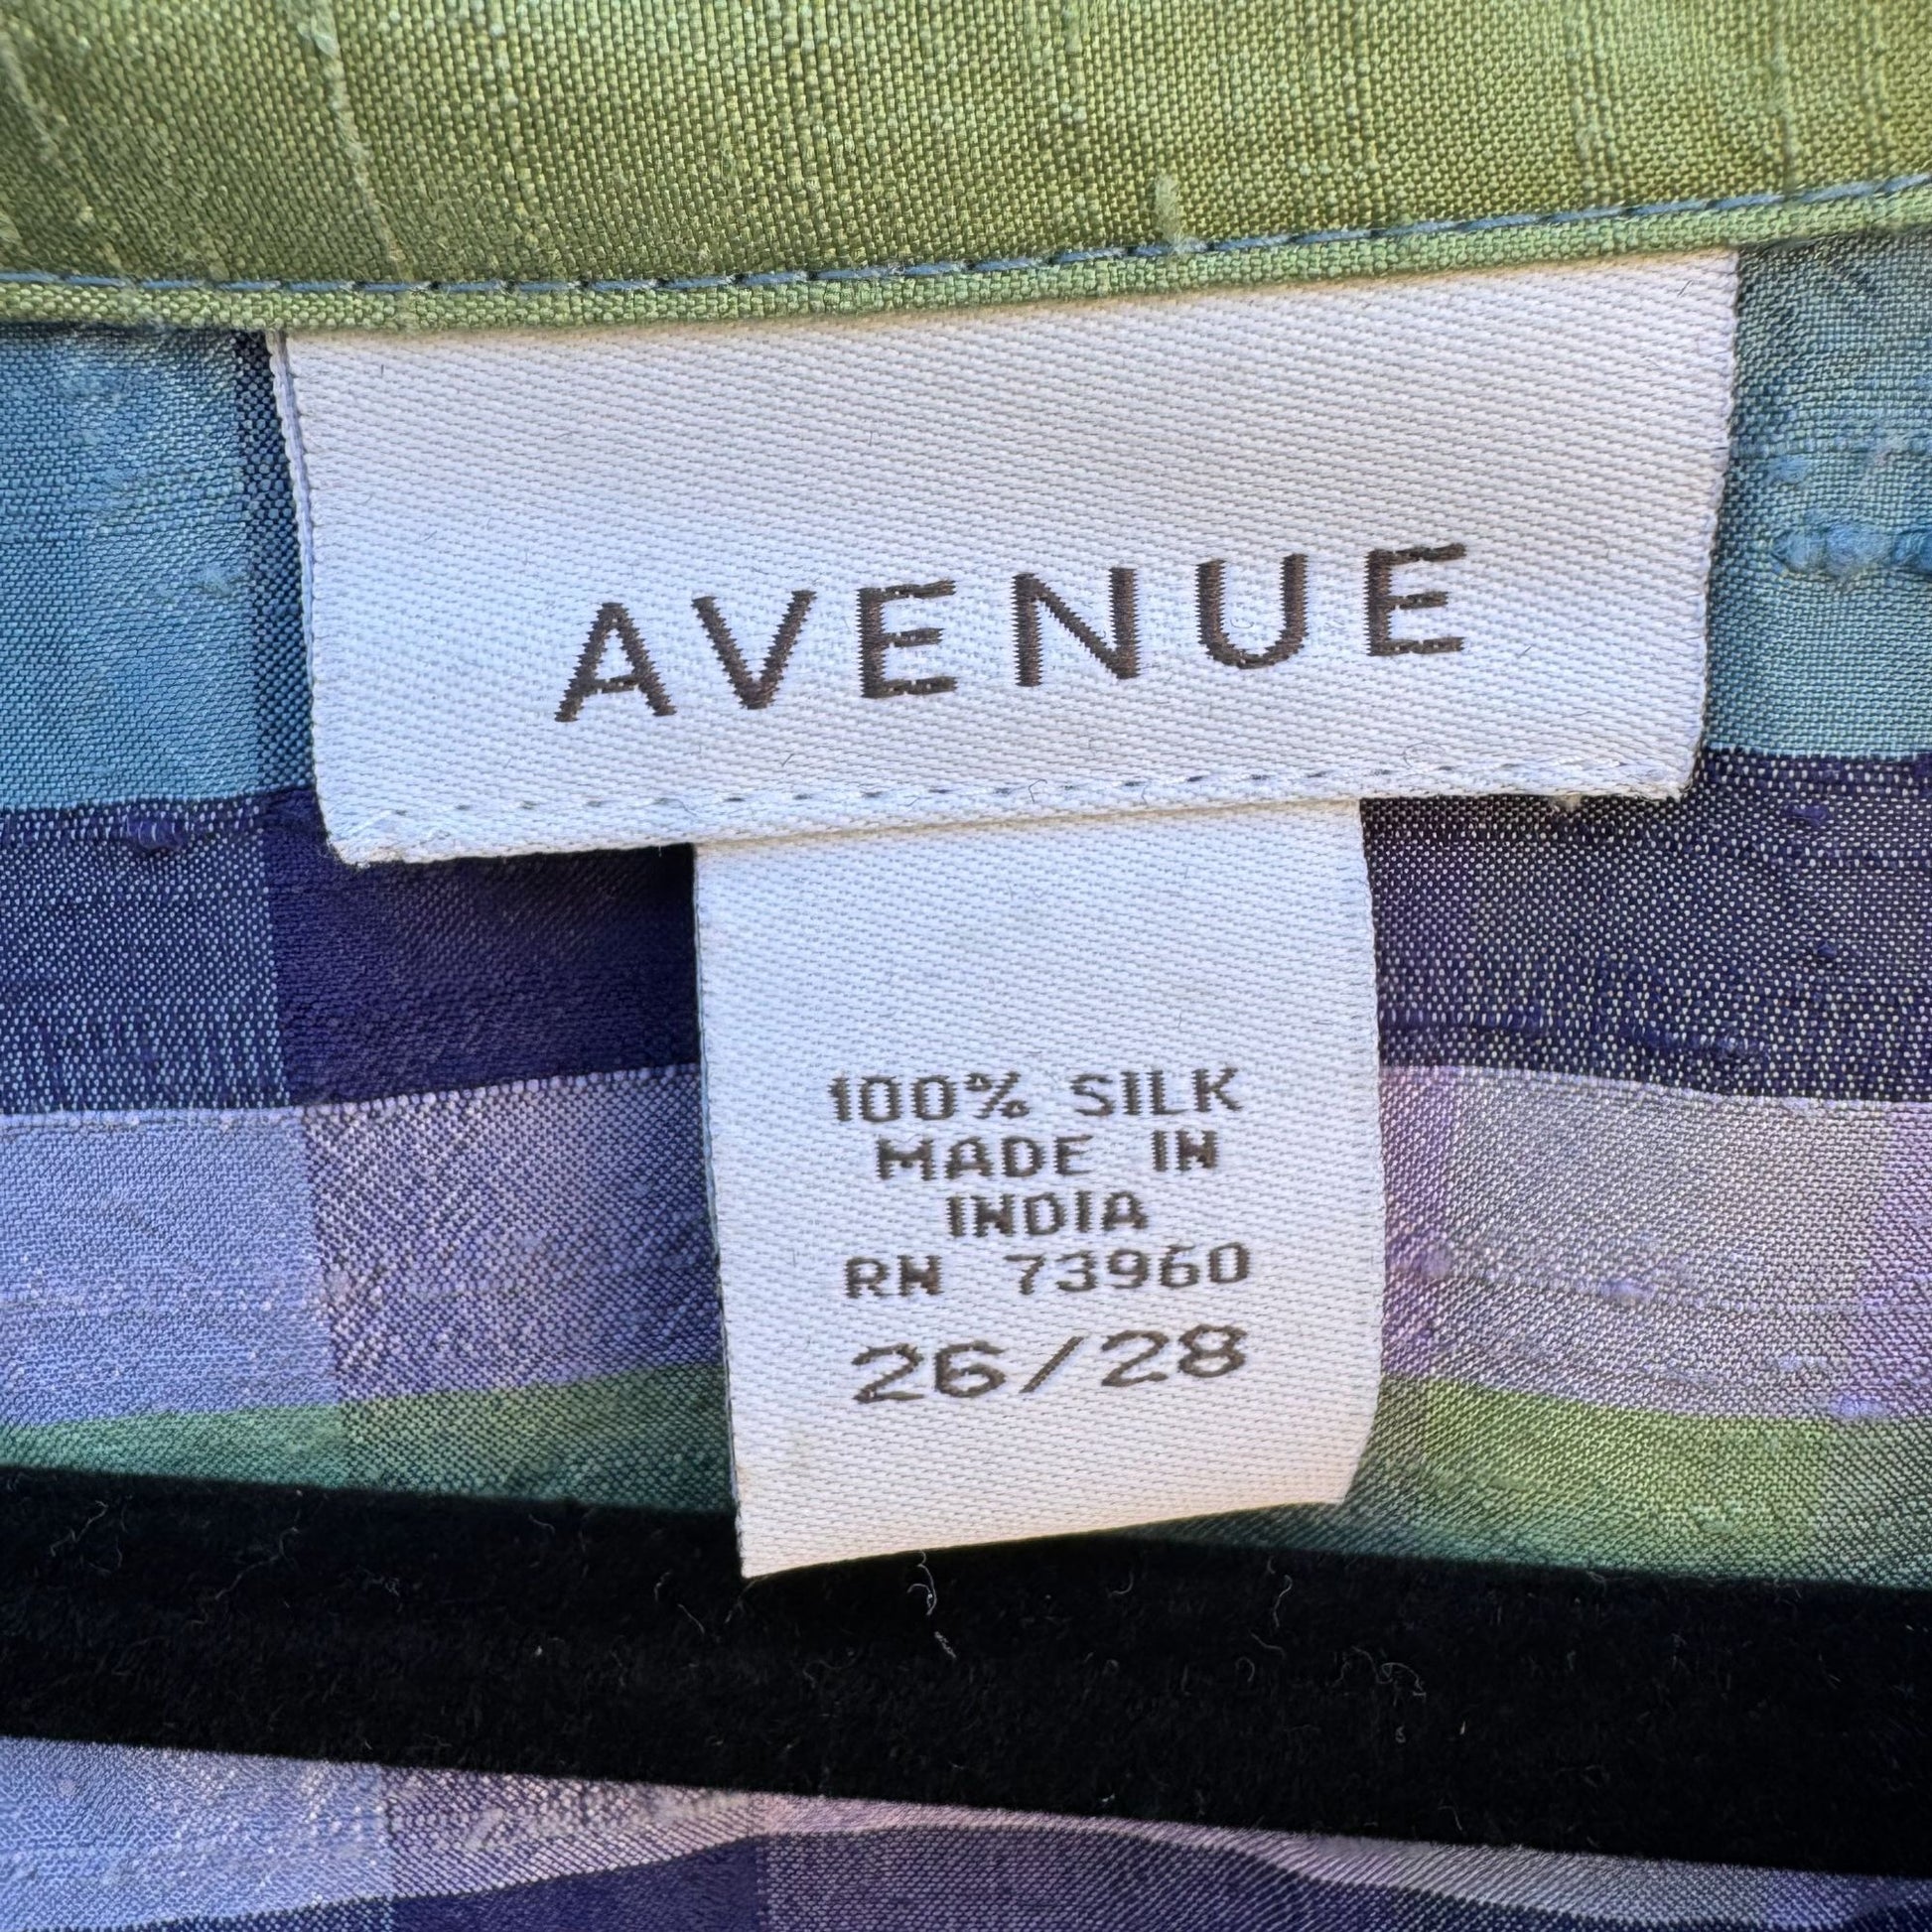 AVENUE
100% SILK
MADE IN
INDIA
RN 73960
26/28